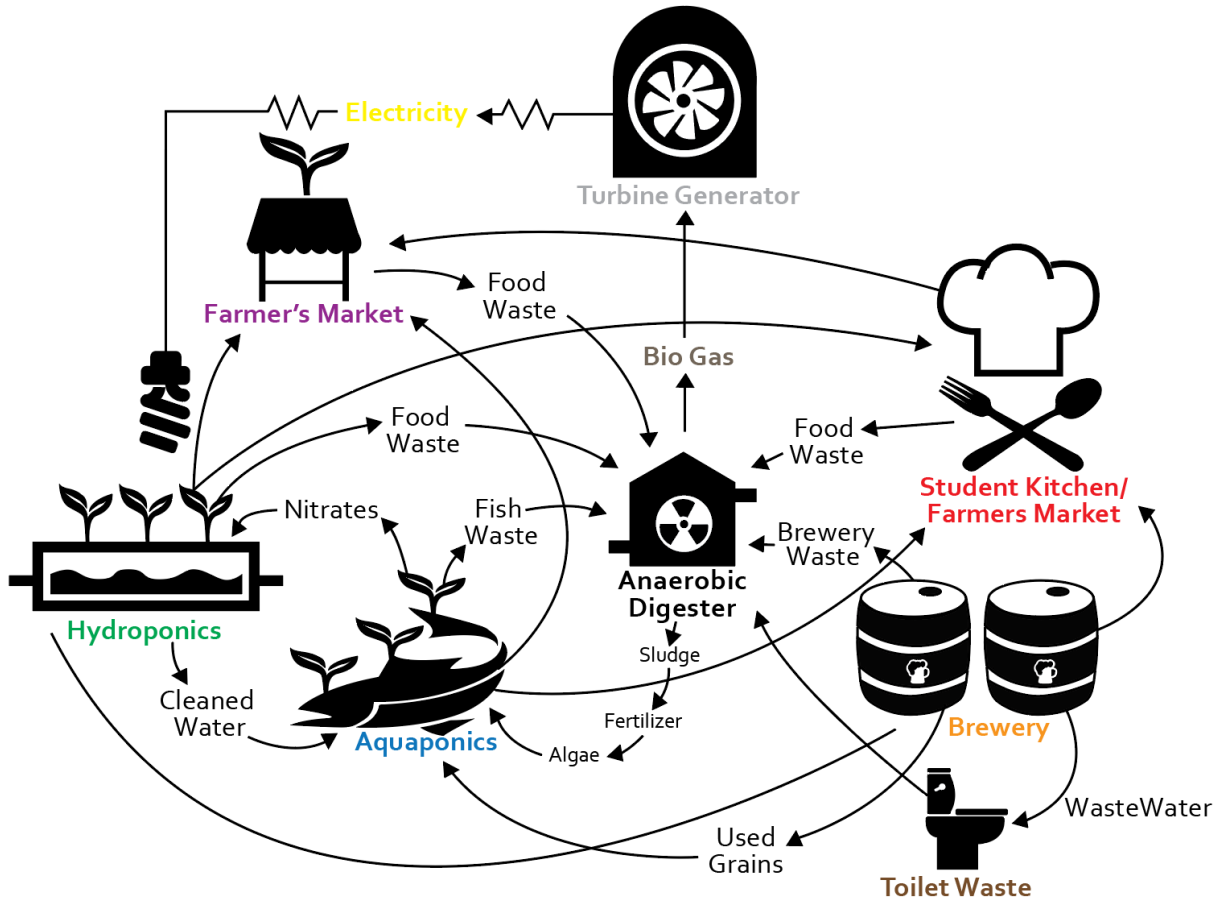 Electricity
Turbine Generator
Food
Waste
Farmer's Market
Bio Gas
Food
Waste
Food
Waste
Student Kitchen/
Farmers Market
Nitrates
Fish
Waste
Brewery
Waste
Anaerobic
Digester
Hydroponics
Sludge
Cleaned
Water
Fertilizer
Brewery
Aquaponics
Algae
WasteWater
Used
Grains
Toilet Waste